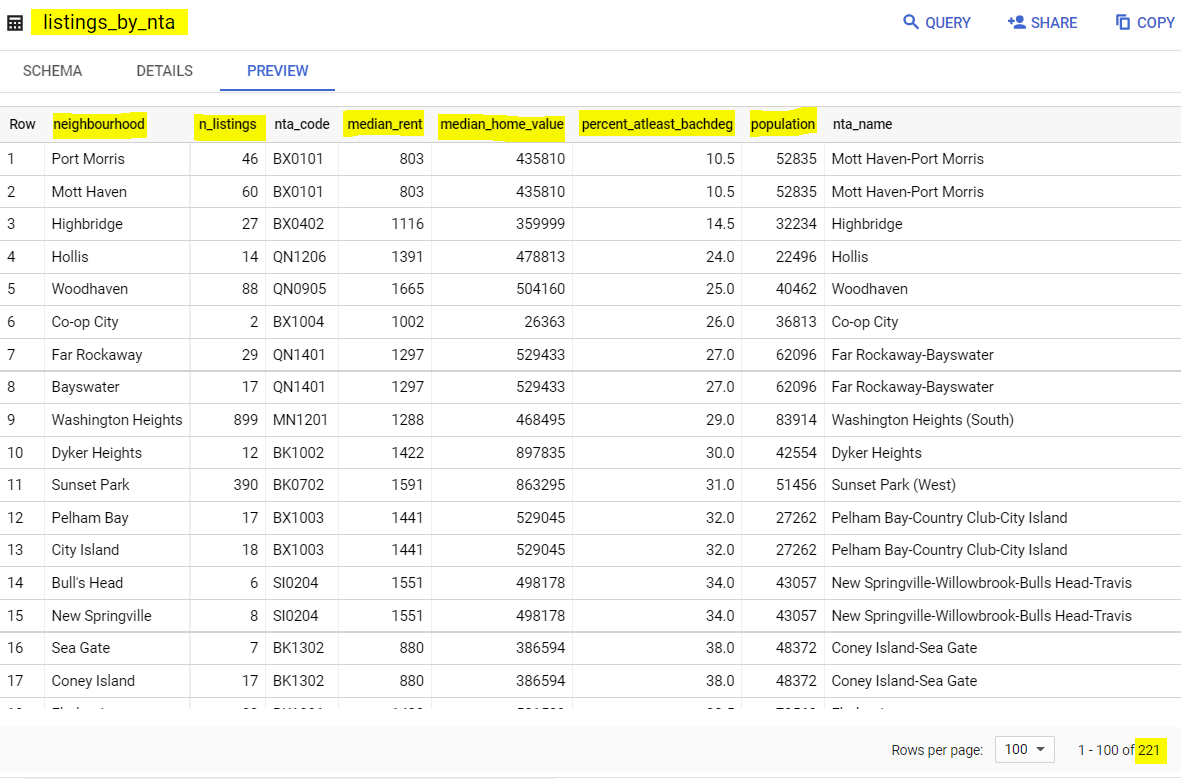 listings_by_nta QUERY SHARE COPY
SCHEMA DETAILS PREVIEW
Row neighbourhood n_listings nta_code median_rent median_home_value percent_atleast_bachdeg population nta_name
1 Port Morris 46 BX0101 803 435810 10.5 52835 Mott Haven-Port Morris
2 Mott Haven 60 BX0101 803 435810 10.5 52835 Mott Haven-Port Morris
3 Highbridge 27 BX0402 1116 359999 14.5 32234 Highbridge
4 Hollis 14 QN1206 1391 478813 24.0 22496 Hollis
5 Woodhaven 88 QN0905 1665 504160 25.0 40462 Woodhaven
6 Co-op City 2 BX1004 1002 26363 26.0 36813 Co-op City
7 Far Rockaway 29 QN1401 1297 529433 27.0 62096 Far Rockaway-Bayswater
8 Bayswater 17 QN1401 1297 529433 27.0 62096 Far Rockaway-Bayswater
9 Washington Heights 899 MN1201 1288 468495 29.0 83914 Washington Heights (South)
10 Dyker Heights 12 BK1002 1422 897835 30.0 42554 Dyker Heights
11 Sunset Park 390 BK0702 1591 863295 31.0 51456 Sunset Park (West)
12 Pelham Bay 17 BX1003 1441 529045 32.0 27262 Pelham Bay-Country Club-City Island
13 City Island 18 BX1003 1441 529045 32.0 27262 Pelham Bay-Country Club-City Island
14 Bull's Head 6 SI0204 1551 498178 34.0 43057 New Springville-Willowbrook-Bulls Head-Travis
15 New Springville 8 SI0204 1551 498178 34.0 43057 New Springville-Willowbrook-Bulls Head-Travis
16 Sea Gate 7 BK1302 880 386594 38.0 48372 Coney Island-Sea Gate
17 Coney Island 17 BK1302 880 386594 38.0 48372 Coney Island-Sea Gate
Rows per page: 100 1 - 100 of 221